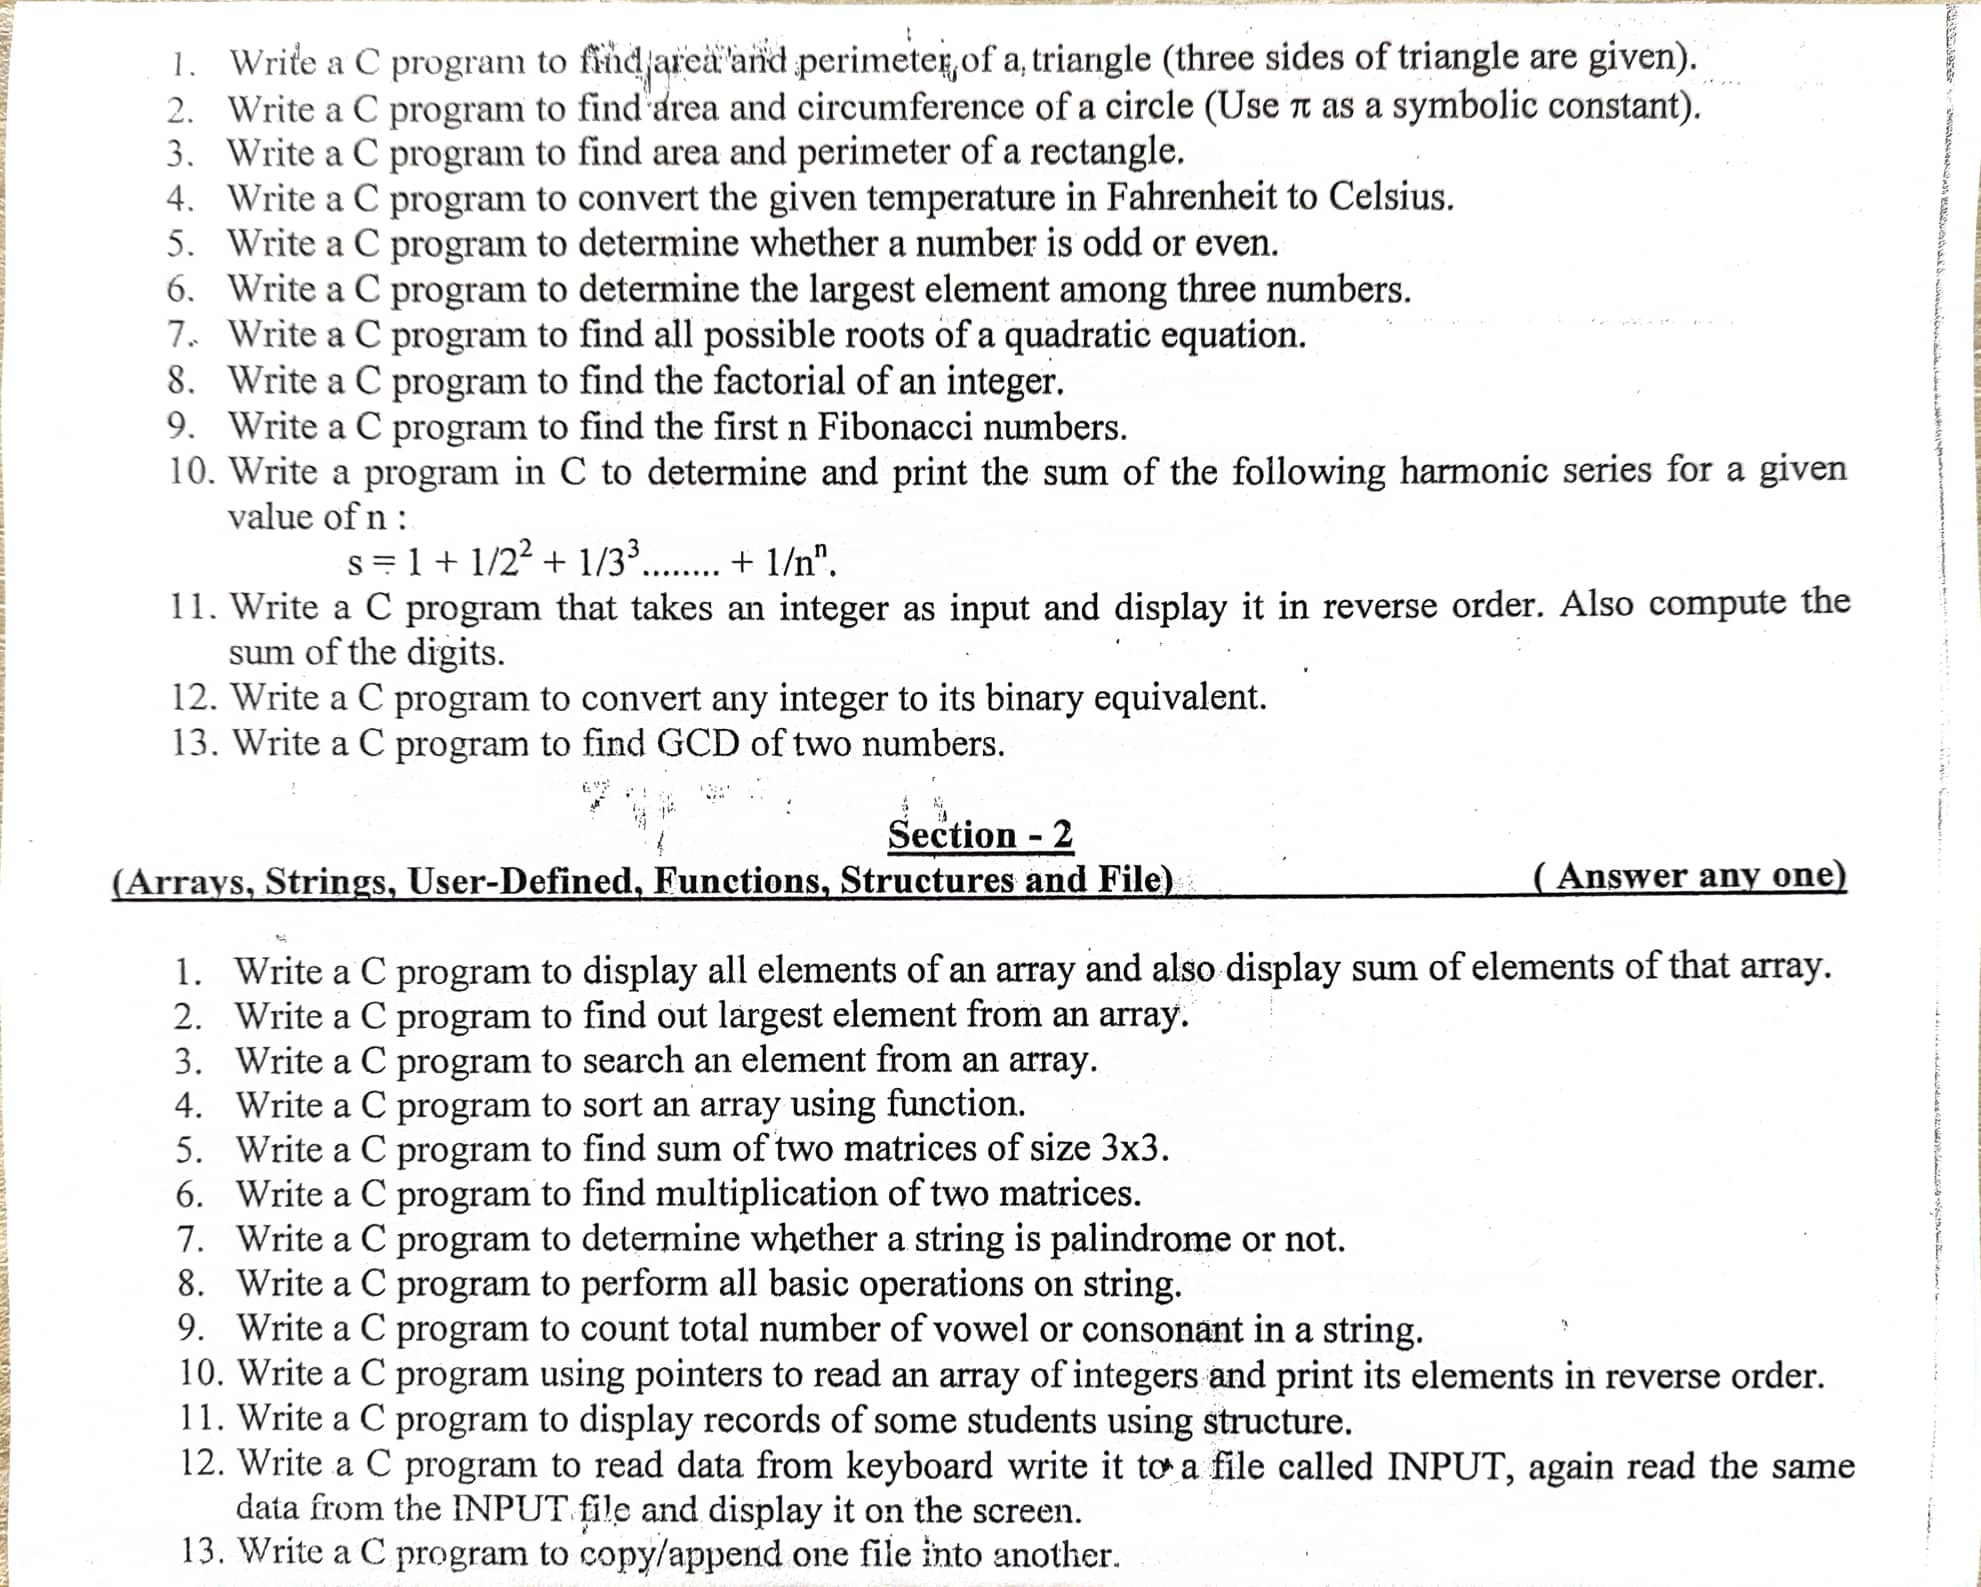 1. Write a C program to find area and perimeter of a triangle (three sides of triangle are given).
2. Write a C program to find area and circumference of a circle (Use π as a symbolic constant).
3. Write a C program to find area and perimeter of a rectangle.
4. Write a C program to convert the given temperature in Fahrenheit to Celsius.
5. Write a C program to determine whether a number is odd or even.
6. Write a C program to determine the largest element among three numbers.
7. Write a C program to find all possible roots of a quadratic equation.
8. Write a C program to find the factorial of an integer.
9. Write a C program to find the first n Fibonacci numbers.
10. Write a program in C to determine and print the sum of the following harmonic series for a given
value of n :
s = 1 + 1/2² + 1/3³........ + 1/nⁿ.
11. Write a C program that takes an integer as input and display it in reverse order. Also compute the
sum of the digits.
12. Write a C program to convert any integer to its binary equivalent.
13. Write a C program to find GCD of two numbers.
Section - 2
(Arrays, Strings, User-Defined, Functions, Structures and File) ( Answer any one)
1. Write a C program to display all elements of an array and also display sum of elements of that array.
2. Write a C program to find out largest element from an array.
3. Write a C program to search an element from an array.
4. Write a C program to sort an array using function.
5. Write a C program to find sum of two matrices of size 3x3.
6. Write a C program to find multiplication of two matrices.
7. Write a C program to determine whether a string is palindrome or not.
8. Write a C program to perform all basic operations on string.
9. Write a C program to count total number of vowel or consonant in a string.
10. Write a C program using pointers to read an array of integers and print its elements in reverse order.
11. Write a C program to display records of some students using structure.
12. Write a C program to read data from keyboard write it to a file called INPUT, again read the same
data from the INPUT file and display it on the screen.
13. Write a C program to copy/append one file into another.